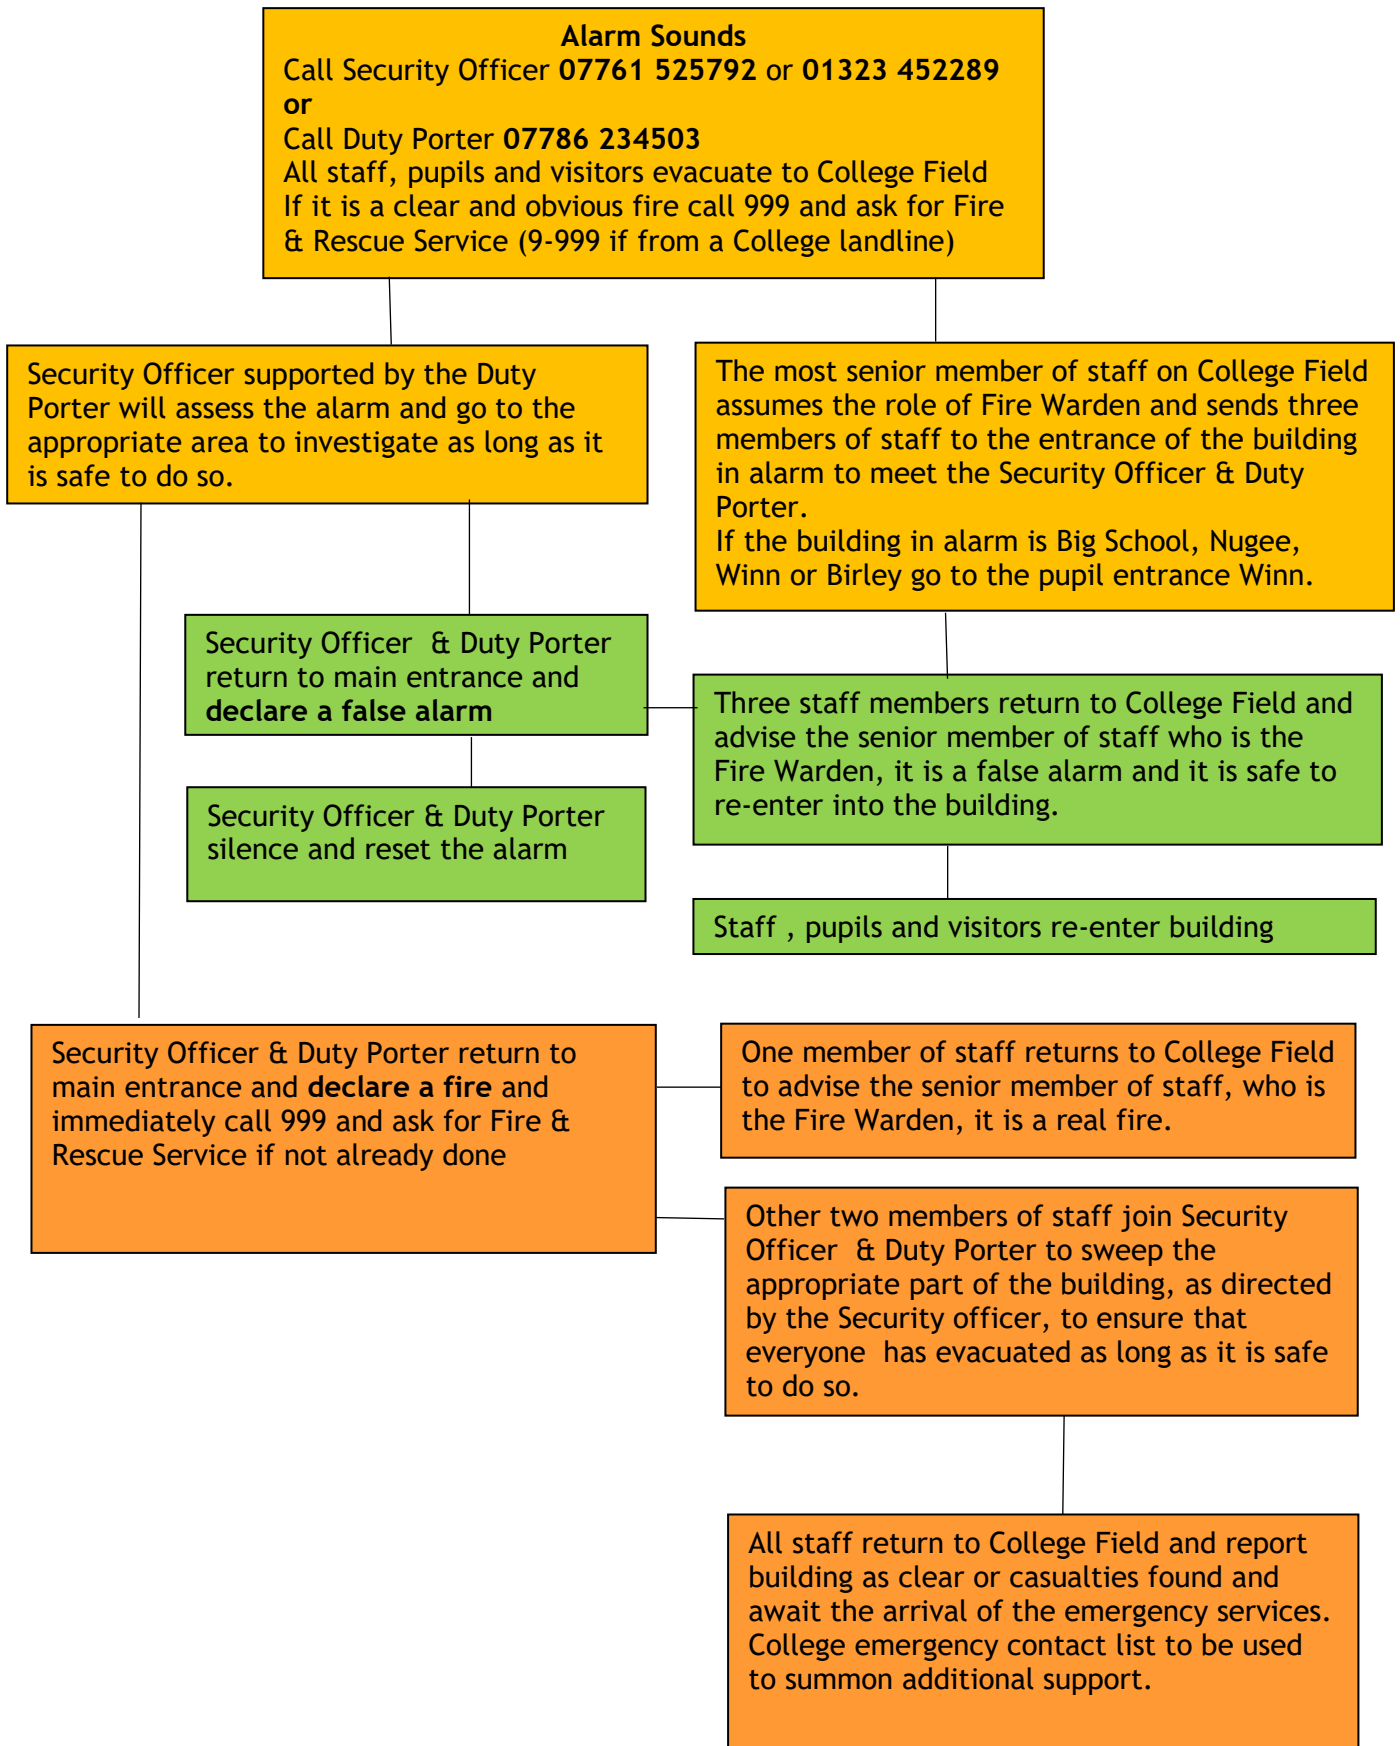 Alarm Sounds
Call Security Officer 07761 525792 or 01323 452289
or
Call Duty Porter 07786 234503
All staff, pupils and visitors evacuate to College Field
If it is a clear and obvious fire call 999 and ask for Fire
& Rescue Service (9-999 if from a College landline)
Security Officer supported by the Duty
Porter will assess the alarm and go to the
appropriate area to investigate as long as it
is safe to do so.
The most senior member of staff on College Field
assumes the role of Fire Warden and sends three
members of staff to the entrance of the building
in alarm to meet the Security Officer & Duty
Porter.
If the building in alarm is Big School, Nugee,
Winn or Birley go to the pupil entrance Winn.
Security Officer & Duty Porter
return to main entrance and
declare a false alarm
Three staff members return to College Field and
advise the senior member of staff who is the
Fire Warden, it is a false alarm and it is safe to
re-enter into the building.
Security Officer & Duty Porter
silence and reset the alarm
Staff , pupils and visitors re-enter building
Security Officer & Duty Porter return to
main entrance and declare a fire and
immediately call 999 and ask for Fire &
Rescue Service if not already done
One member of staff returns to College Field
to advise the senior member of staff, who is
the Fire Warden, it is a real fire.
Other two members of staff join Security
Officer & Duty Porter to sweep the
appropriate part of the building, as directed
by the Security officer, to ensure that
everyone has evacuated as long as it is safe
to do so.
All staff return to College Field and report
building as clear or casualties found and
await the arrival of the emergency services.
College emergency contact list to be used
to summon additional support.